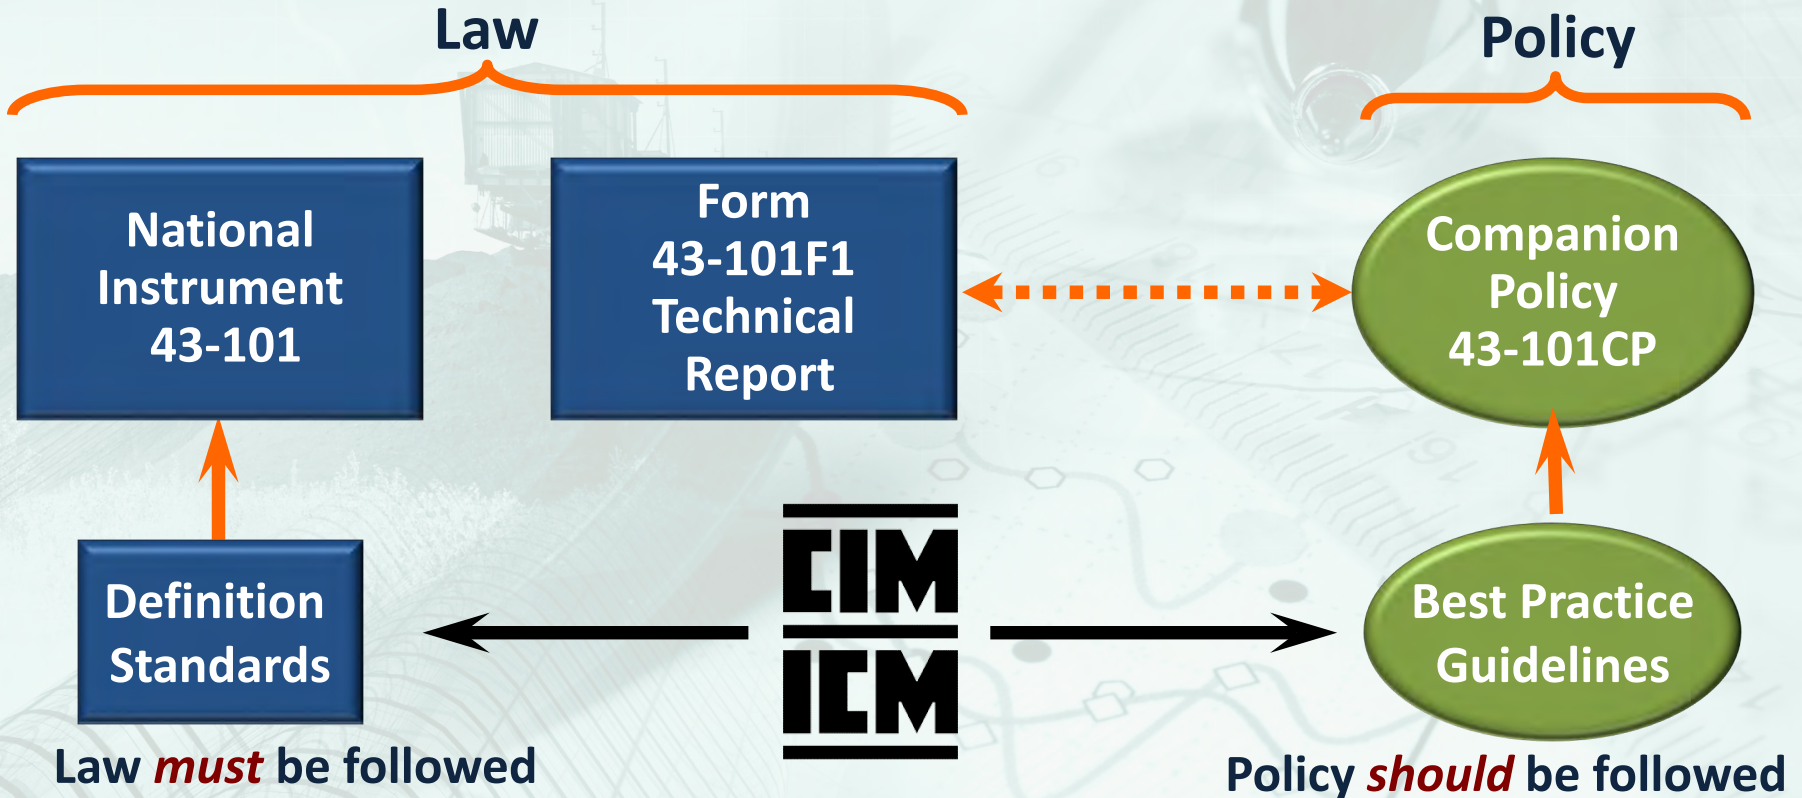 Law
Policy
National
Instrument
43-101
Form
43-101F1
Technical
Report
Companion
Policy
43-101CP
Definition
Standards
CIM
ICM
Best Practice
Guidelines
Law must be followed
Policy should be followed